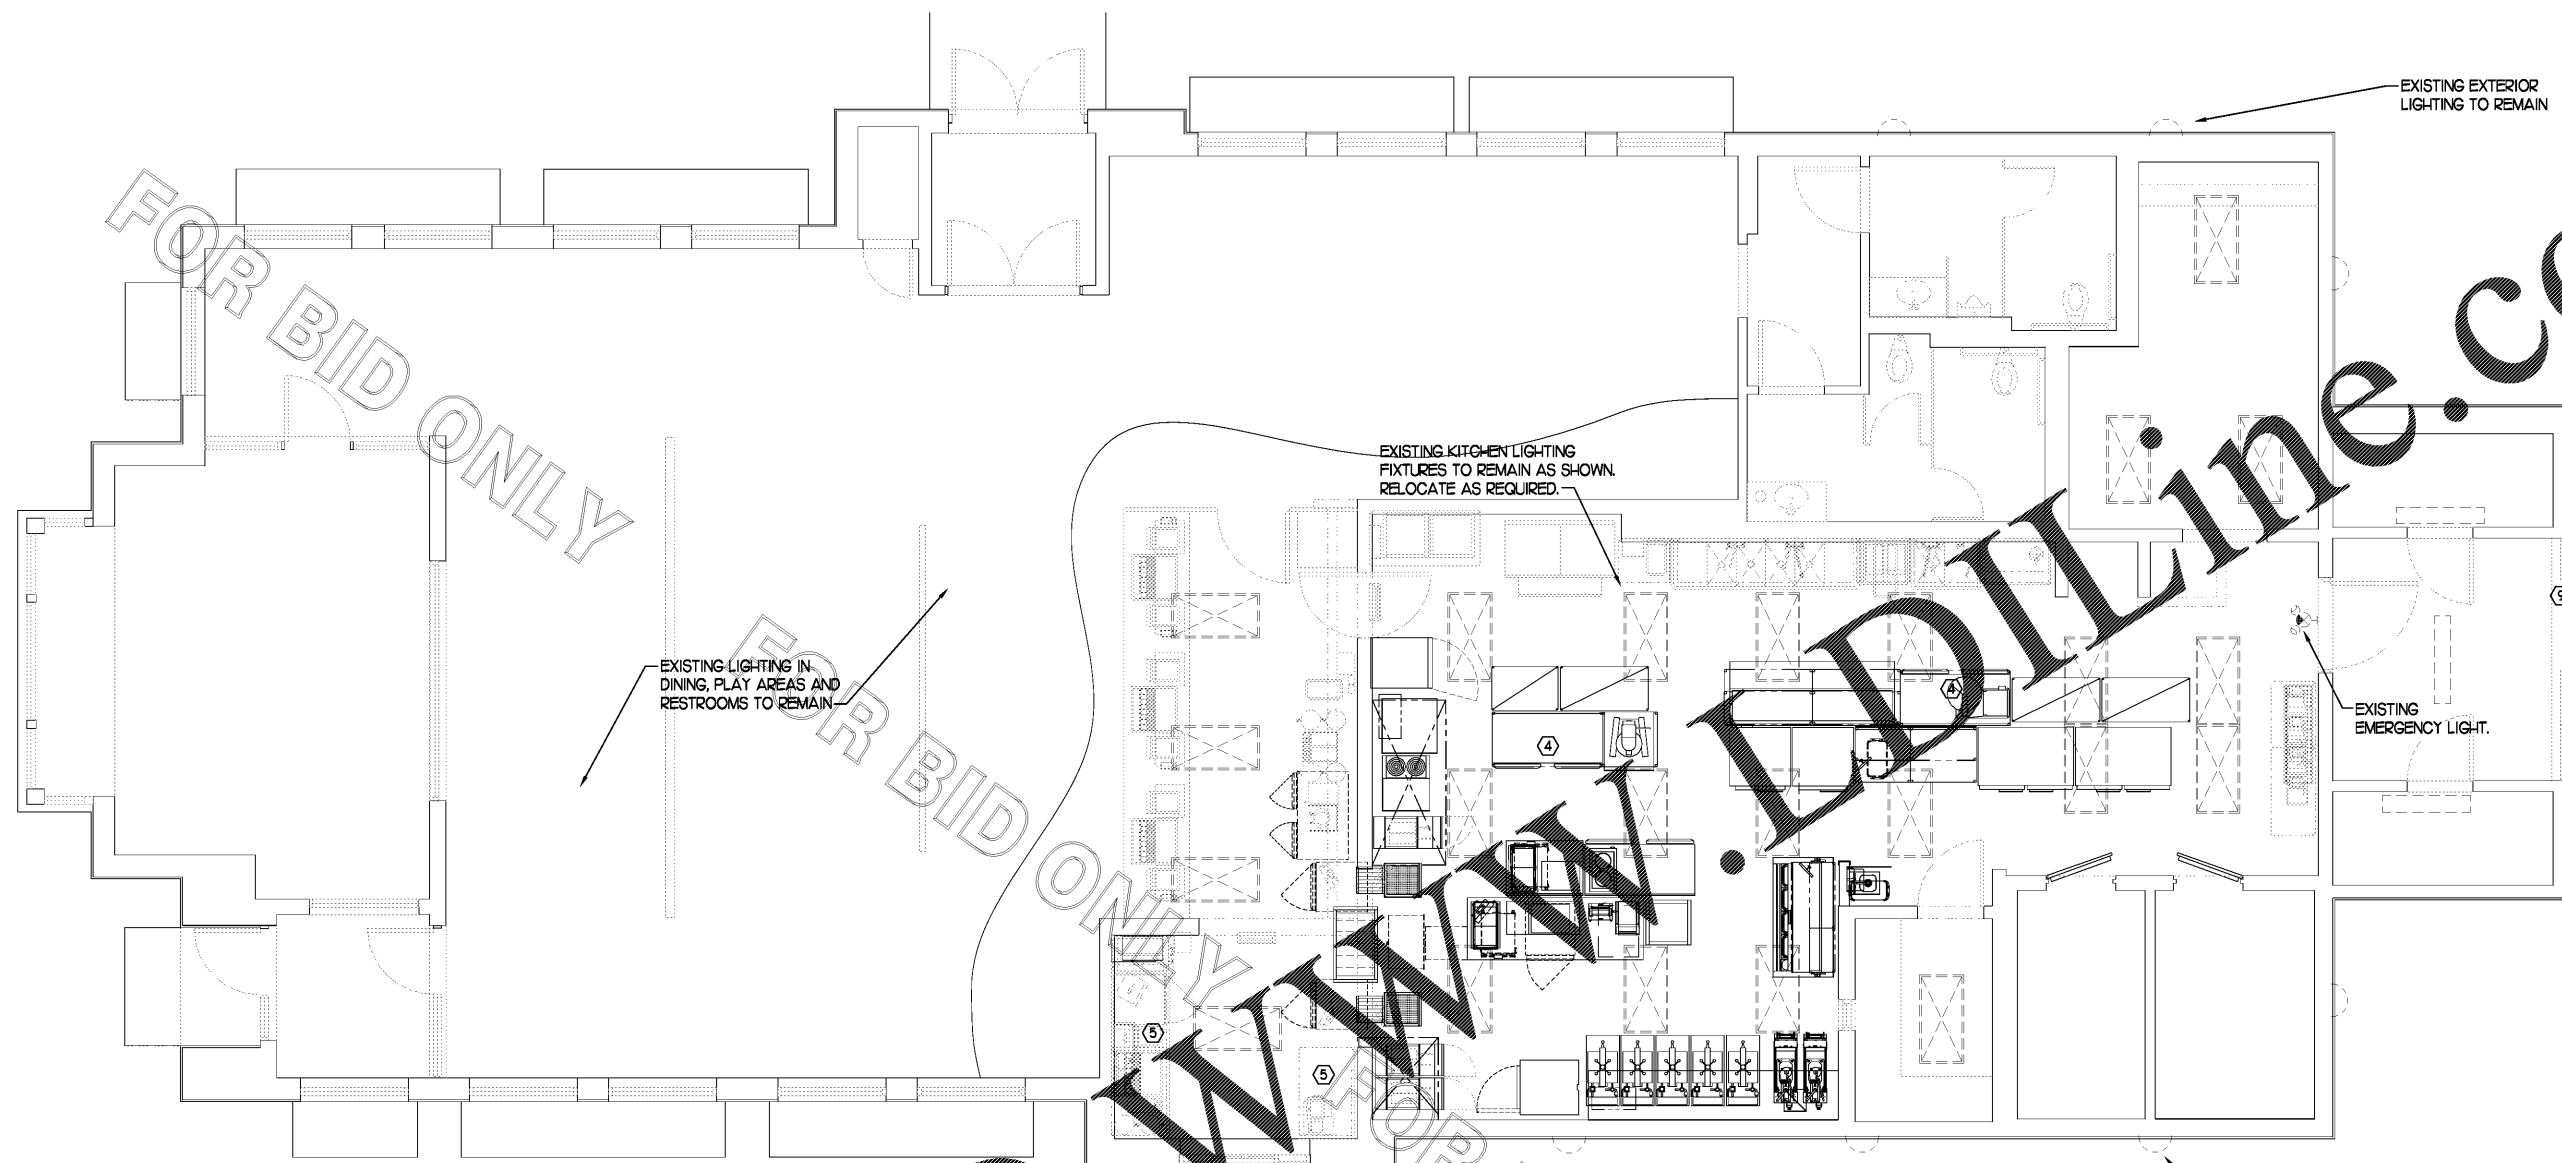 EXISTING EXTERIOR
LIGHTING TO REMAIN
FOR BID ONLY
EXISTING KITCHEN LIGHTING
FIXTURES TO REMAIN AS SHOWN.
RELOCATE AS REQUIRED.
EXISTING LIGHTING IN
DINING, PLAY AREAS AND
RESTROOMS TO REMAIN
FOR BID ONLY
4
EXISTING
EMERGENCY LIGHT.
4
5
5
FOR
www.LDILine.co